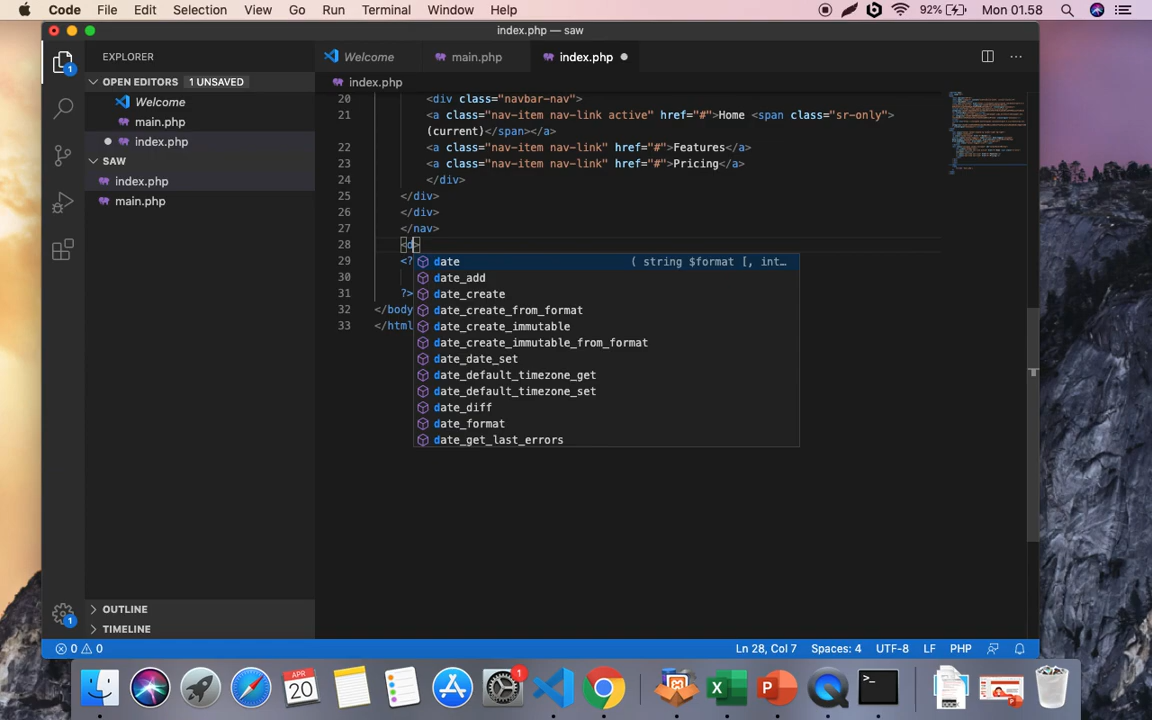 Code File Edit Selection View Go Run Terminal Window Help 92% Mon 01.58
index.php — saw
EXPLORER
Welcome main.php index.php
OPEN EDITORS 1 UNSAVED
index.php
Welcome
main.php
index.php
SAW
index.php
main.php
20 <div class="navbar-nav">
21 <a class="nav-item nav-link active" href="#">Home <span class="sr-only">
(current)</span></a>
22 <a class="nav-item nav-link" href="#">Features</a>
23 <a class="nav-item nav-link" href="#">Pricing</a>
24 </div>
25 </div>
26 </div>
27 </nav>
28 <d>
29 <?
30
31 ?>
32 </body
33 </html
date ( string $format [, int…
date_add
date_create
date_create_from_format
date_create_immutable
date_create_immutable_from_format
date_date_set
date_default_timezone_get
date_default_timezone_set
date_diff
date_format
date_get_last_errors
OUTLINE
TIMELINE
1
1
0 0 Ln 28, Col 7 Spaces: 4 UTF-8 LF PHP
APR
20
1